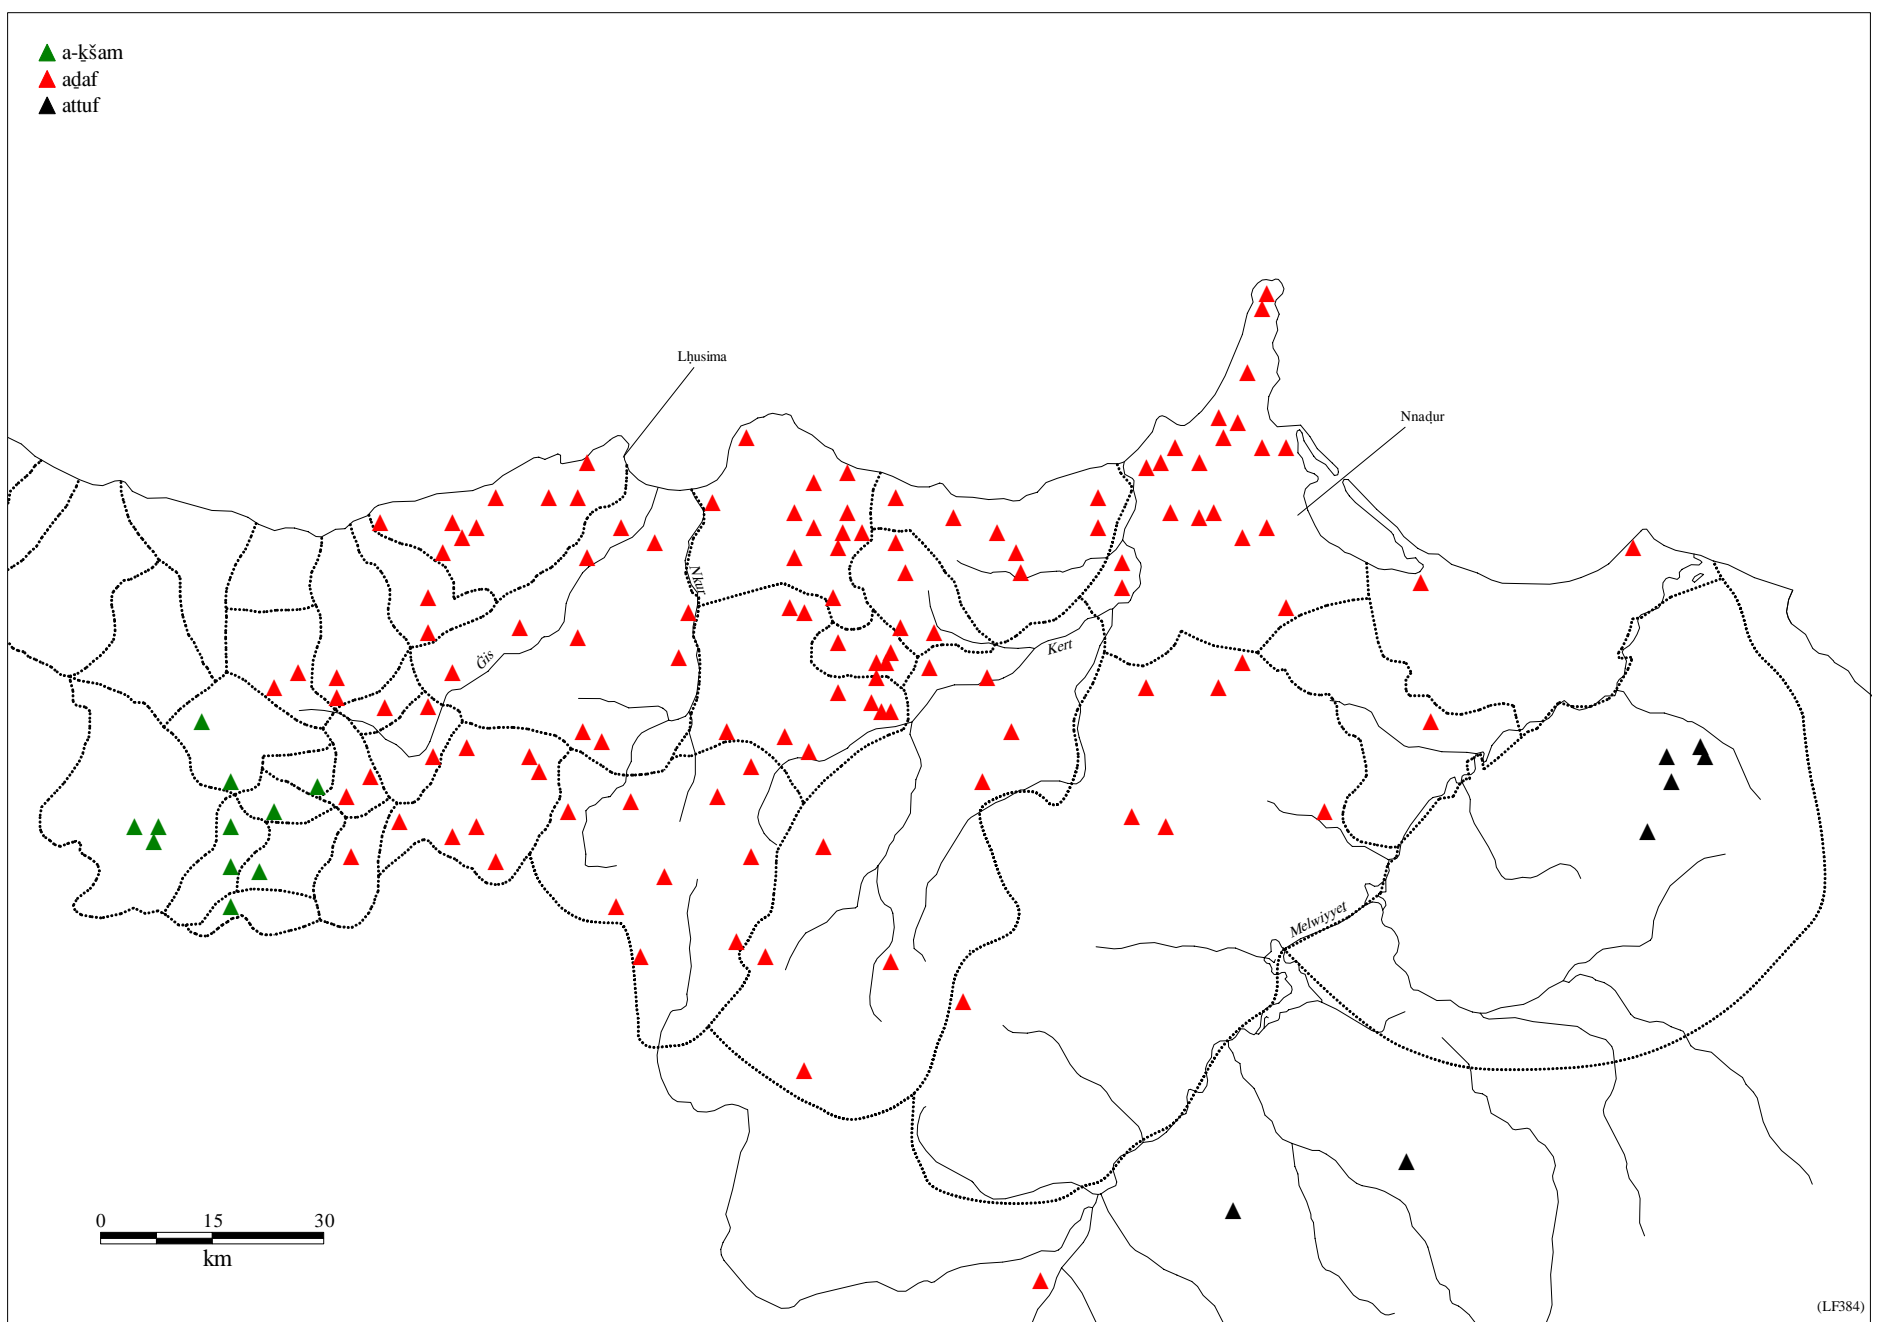 a-ḵšam
aḏaf
attuf
Lḥusima
Nnaḍur
Nkur
Ġis
Kert
Melwiyyet
0 15 30
km
(LF384)